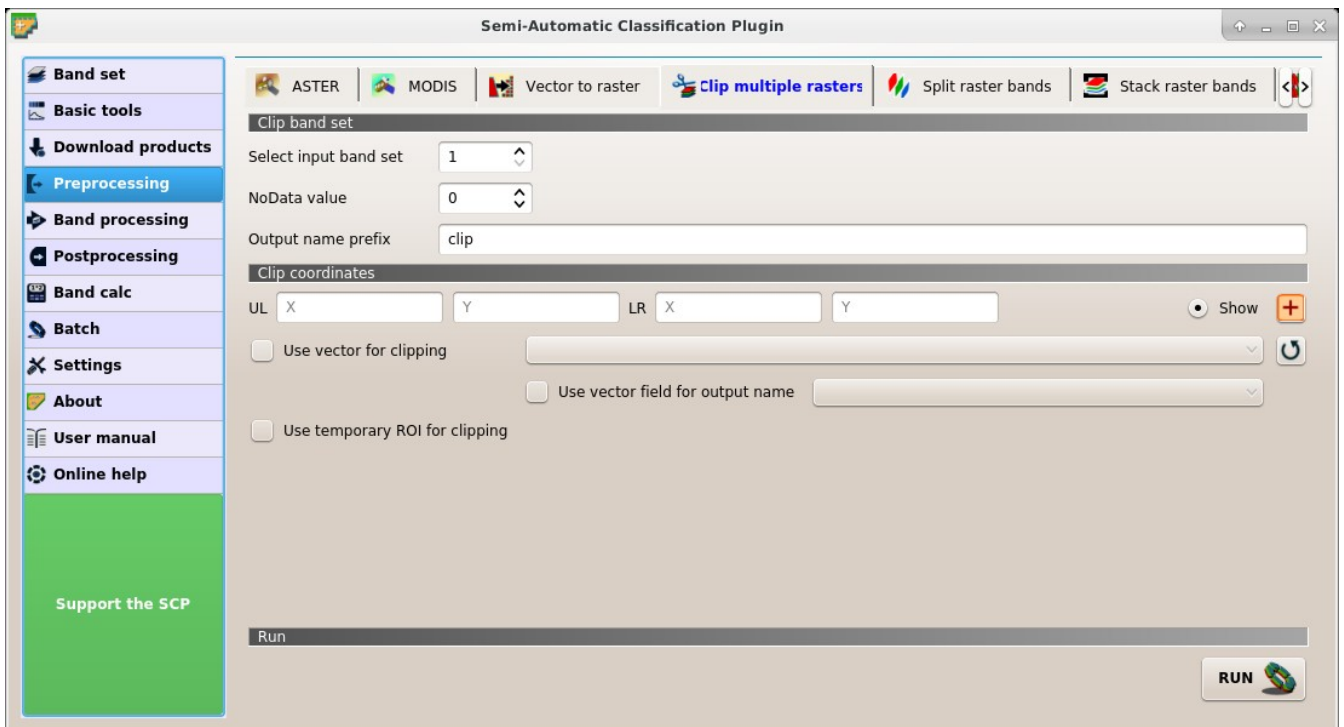 Semi-Automatic Classification Plugin
Band set
Basic tools
Download products
Preprocessing
Band processing
Postprocessing
Band calc
Batch
Settings
About
User manual
Online help
Support the SCP
ASTER MODIS Vector to raster Clip multiple rasters Split raster bands Stack raster bands
Clip band set
Select input band set 1
NoData value 0
Output name prefix clip
Clip coordinates
UL X Y LR X Y Show
Use vector for clipping
Use vector field for output name
Use temporary ROI for clipping
Run
RUN